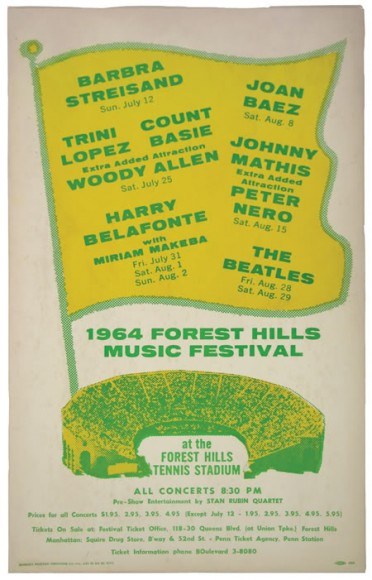 BARBRA
STREISAND
Sun. July 12
TRINI COUNT
LOPEZ BASIE
Extra Added Attraction
WOODY ALLEN
Sat. July 25
HARRY
BELAFONTE
with
MIRIAM MAKEBA
Fri. July 31
Sat. Aug. 1
Sun. Aug. 2
JOAN
BAEZ
Sat. Aug. 8
JOHNNY
MATHIS
Extra Added
Attraction
PETER
NERO
Sat. Aug. 15
THE
BEATLES
Fri. Aug. 28
Sat. Aug. 29
1964 FOREST HILLS
MUSIC FESTIVAL
at the
FOREST HILLS
TENNIS STADIUM
ALL CONCERTS 8:30 PM
Pre-Show Entertainment by STAN RUBIN QUARTET
Prices for all Concerts $1.95, 2.95, 3.95, 4.95 (Except July 12 - 1.95, 2.95, 3.95, 4.95, 5.95)
Tickets On Sale at: Festival Ticket Office, 118-30 Queens Blvd. (at Union Tpke.) Forest Hills
Manhattan: Squire Drug Store, B'way & 52nd St. - Penn Ticket Agency, Penn Station
Ticket Information phone BOulevard 3-8080